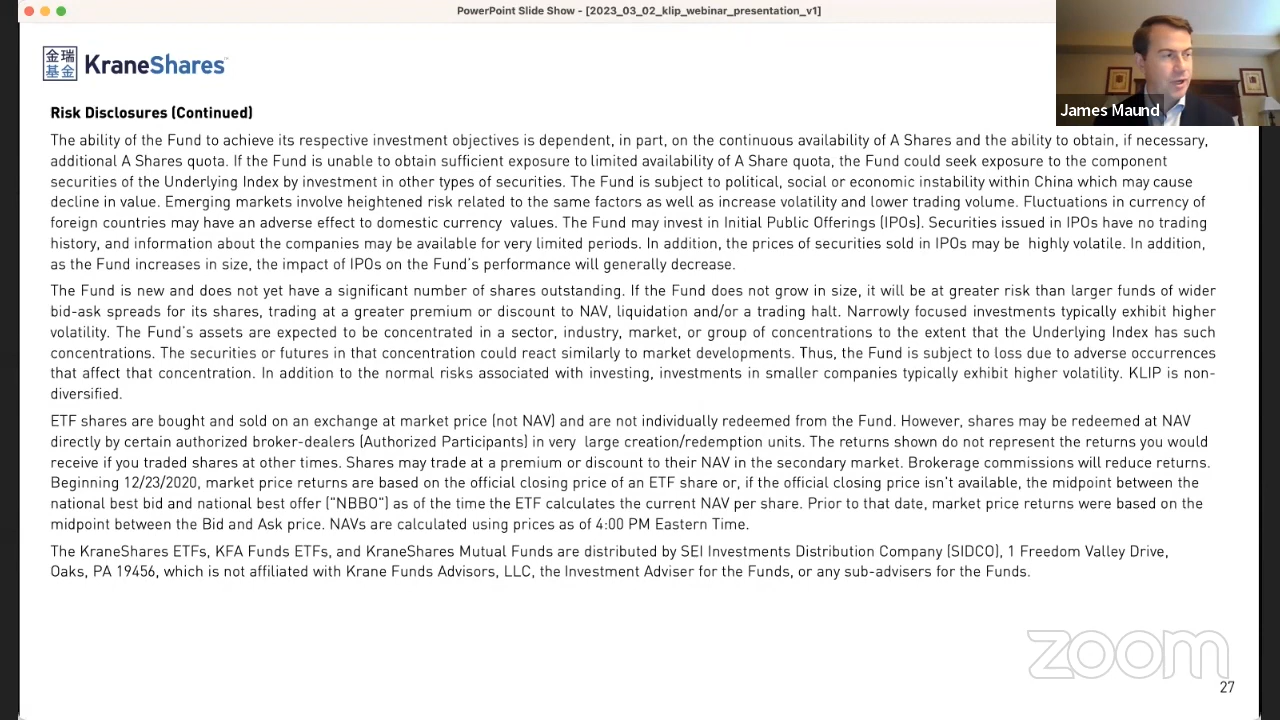 PowerPoint Slide Show - [2023_03_02_klip_webinar_presentation_v1]
金瑞
基金
KraneShares™
James Maund
Risk Disclosures (Continued)
The ability of the Fund to achieve its respective investment objectives is dependent, in part, on the continuous availability of A Shares and the ability to obtain, if necessary,
additional A Shares quota. If the Fund is unable to obtain sufficient exposure to limited availability of A Share quota, the Fund could seek exposure to the component
securities of the Underlying Index by investment in other types of securities. The Fund is subject to political, social or economic instability within China which may cause
decline in value. Emerging markets involve heightened risk related to the same factors as well as increase volatility and lower trading volume. Fluctuations in currency of
foreign countries may have an adverse effect to domestic currency values. The Fund may invest in Initial Public Offerings (IPOs). Securities issued in IPOs have no trading
history, and information about the companies may be available for very limited periods. In addition, the prices of securities sold in IPOs may be highly volatile. In addition,
as the Fund increases in size, the impact of IPOs on the Fund's performance will generally decrease.
The Fund is new and does not yet have a significant number of shares outstanding. If the Fund does not grow in size, it will be at greater risk than larger funds of wider
bid-ask spreads for its shares, trading at a greater premium or discount to NAV, liquidation and/or a trading halt. Narrowly focused investments typically exhibit higher
volatility. The Fund's assets are expected to be concentrated in a sector, industry, market, or group of concentrations to the extent that the Underlying Index has such
concentrations. The securities or futures in that concentration could react similarly to market developments. Thus, the Fund is subject to loss due to adverse occurrences
that affect that concentration. In addition to the normal risks associated with investing, investments in smaller companies typically exhibit higher volatility. KLIP is non-
diversified.
ETF shares are bought and sold on an exchange at market price (not NAV) and are not individually redeemed from the Fund. However, shares may be redeemed at NAV
directly by certain authorized broker-dealers (Authorized Participants) in very large creation/redemption units. The returns shown do not represent the returns you would
receive if you traded shares at other times. Shares may trade at a premium or discount to their NAV in the secondary market. Brokerage commissions will reduce returns.
Beginning 12/23/2020, market price returns are based on the official closing price of an ETF share or, if the official closing price isn't available, the midpoint between the
national best bid and national best offer ("NBBO") as of the time the ETF calculates the current NAV per share. Prior to that date, market price returns were based on the
midpoint between the Bid and Ask price. NAVs are calculated using prices as of 4:00 PM Eastern Time.
The KraneShares ETFs, KFA Funds ETFs, and KraneShares Mutual Funds are distributed by SEI Investments Distribution Company (SIDCO), 1 Freedom Valley Drive,
Oaks, PA 19456, which is not affiliated with Krane Funds Advisors, LLC, the Investment Adviser for the Funds, or any sub-advisers for the Funds.
zoom
27